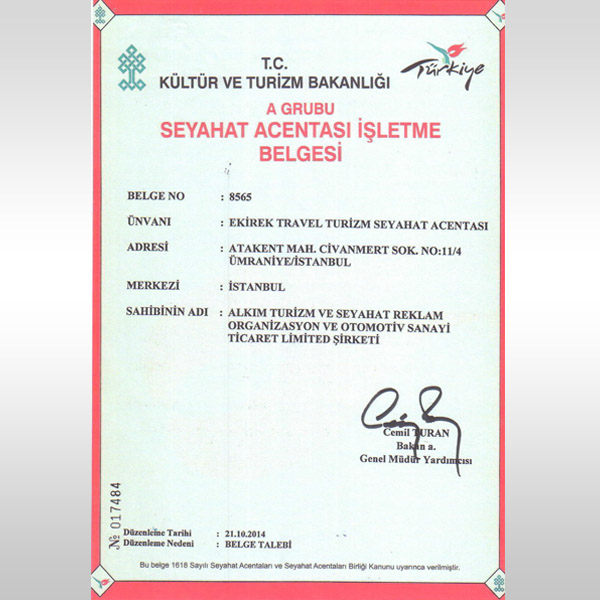 T.C.
KÜLTÜR VE TURİZM BAKANLIĞI
Türkiye
A GRUBU
SEYAHAT ACENTASI İŞLETME
BELGESİ
BELGE NO : 8565
ÜNVANI : EKİREK TRAVEL TURİZM SEYAHAT ACENTASI
ADRESİ : ATAKENT MAH. CİVANMERT SOK. NO:11/4
ÜMRANİYE/İSTANBUL
MERKEZİ : İSTANBUL
SAHİBİNİN ADI : ALKIM TURİZM VE SEYAHAT REKLAM
ORGANİZASYON VE OTOMOTİV SANAYİ
TİCARET LİMİTED ŞİRKETİ
Cemil TURAN
Bakan a.
Genel Müdür Yardımcısı
№ 017484
Düzenleme Tarihi : 21.10.2014
Düzenleme Nedeni : BELGE TALEBİ
Bu belge 1618 Sayılı Seyahat Acentaları ve Seyahat Acentaları Birliği Kanunu uyarınca verilmiştir.